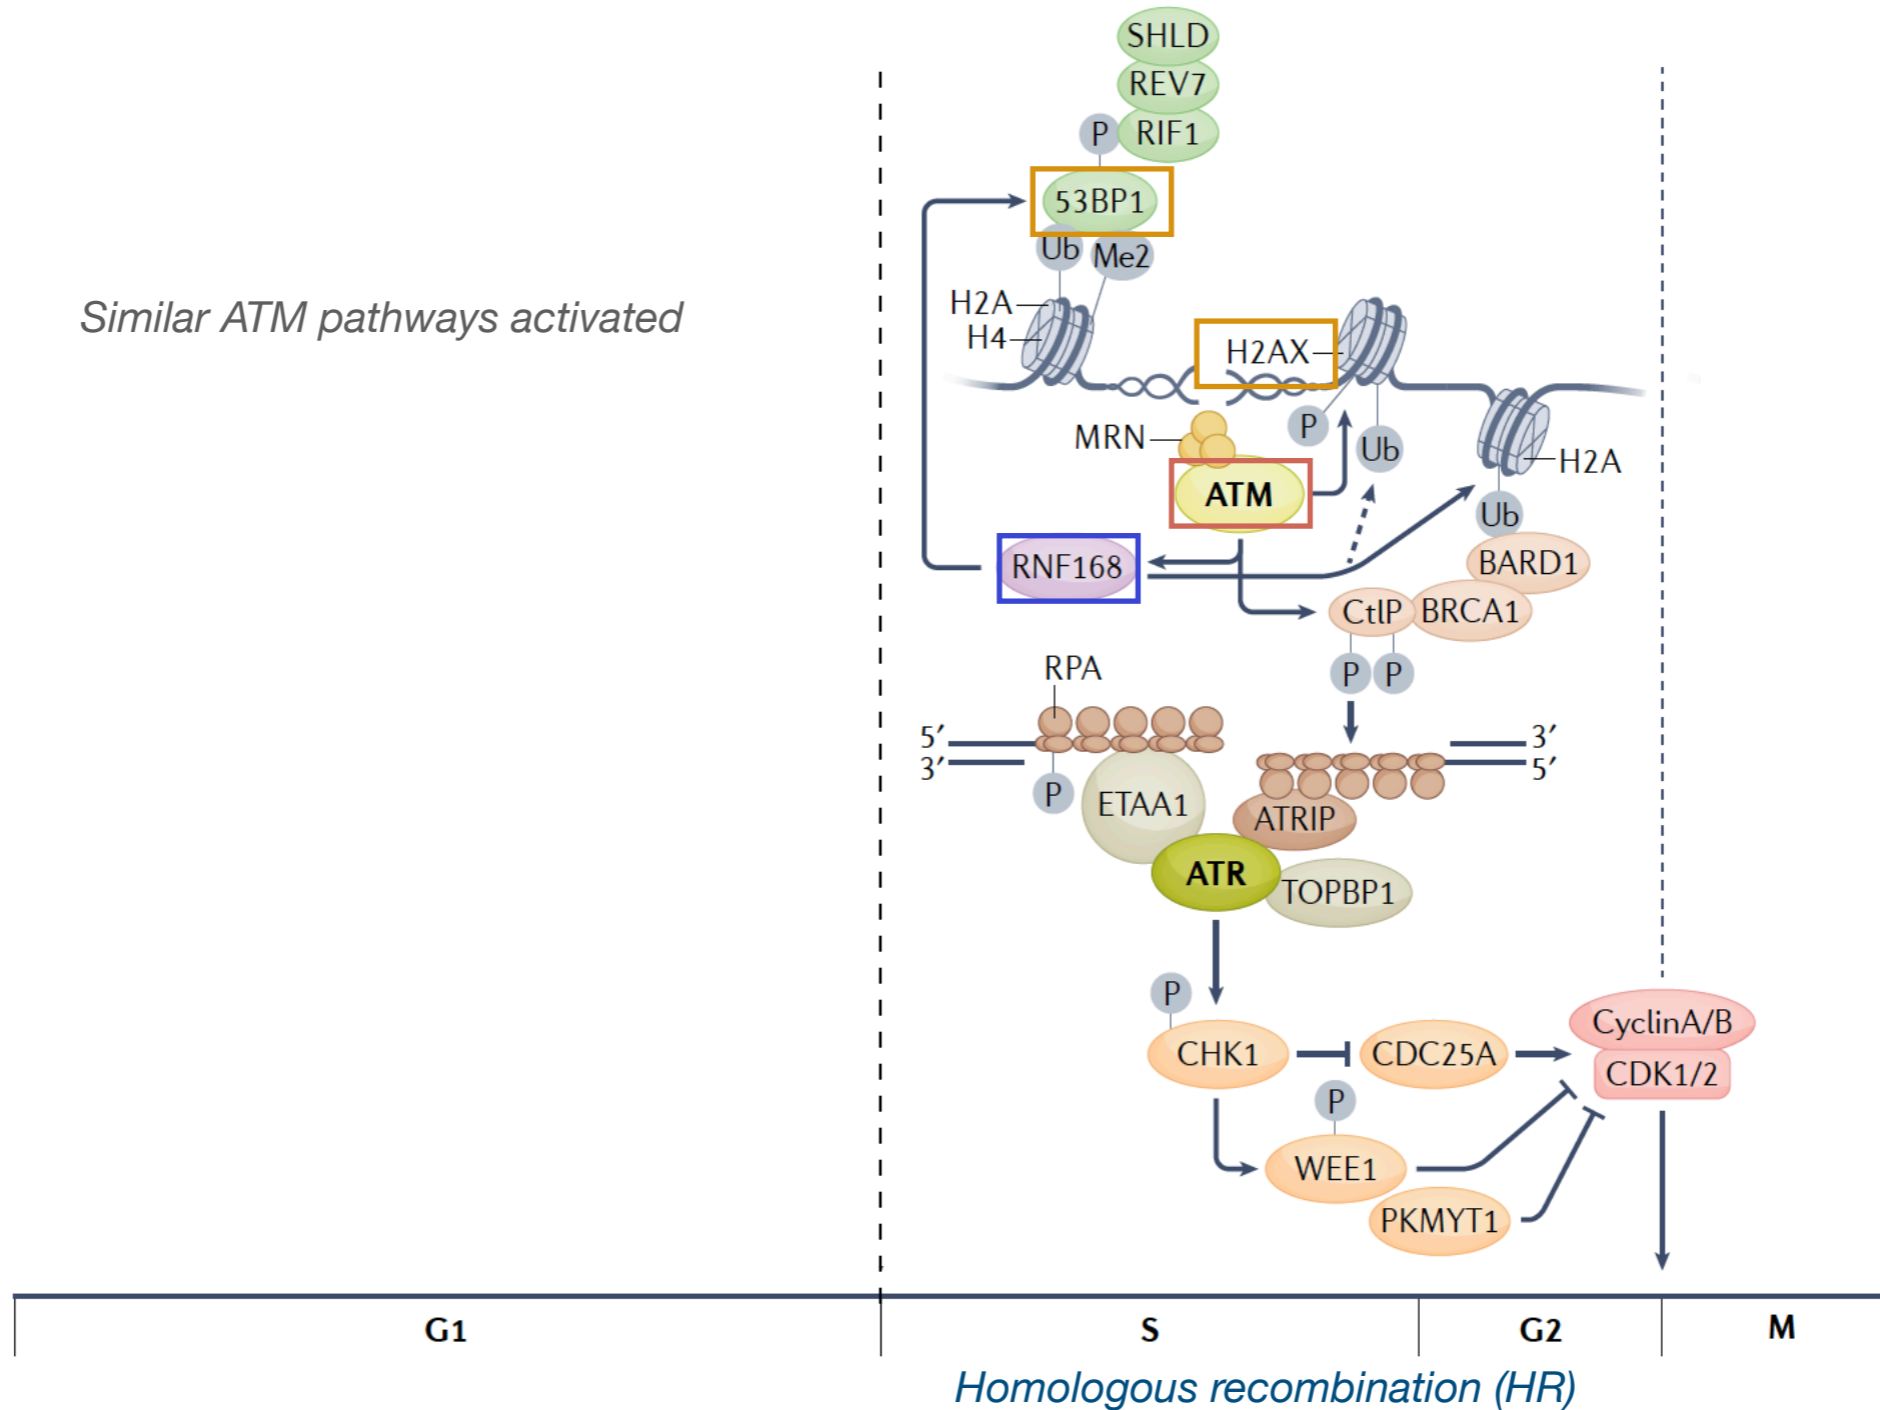 SHLD
REV7
P
RIF1
53BP1
Ub
Me2
H2A
H4
Similar ATM pathways activated
H2AX
P
MRN
Ub
H2A
ATM
Ub
RNF168
BARD1
CtIP
BRCA1
P
P
RPA
5′
3′
3′
5′
P
ETAA1
ATRIP
ATR
TOPBP1
P
CyclinA/B
CHK1
CDC25A
CDK1/2
P
WEE1
PKMYT1
G1
S
G2
M
Homologous recombination (HR)